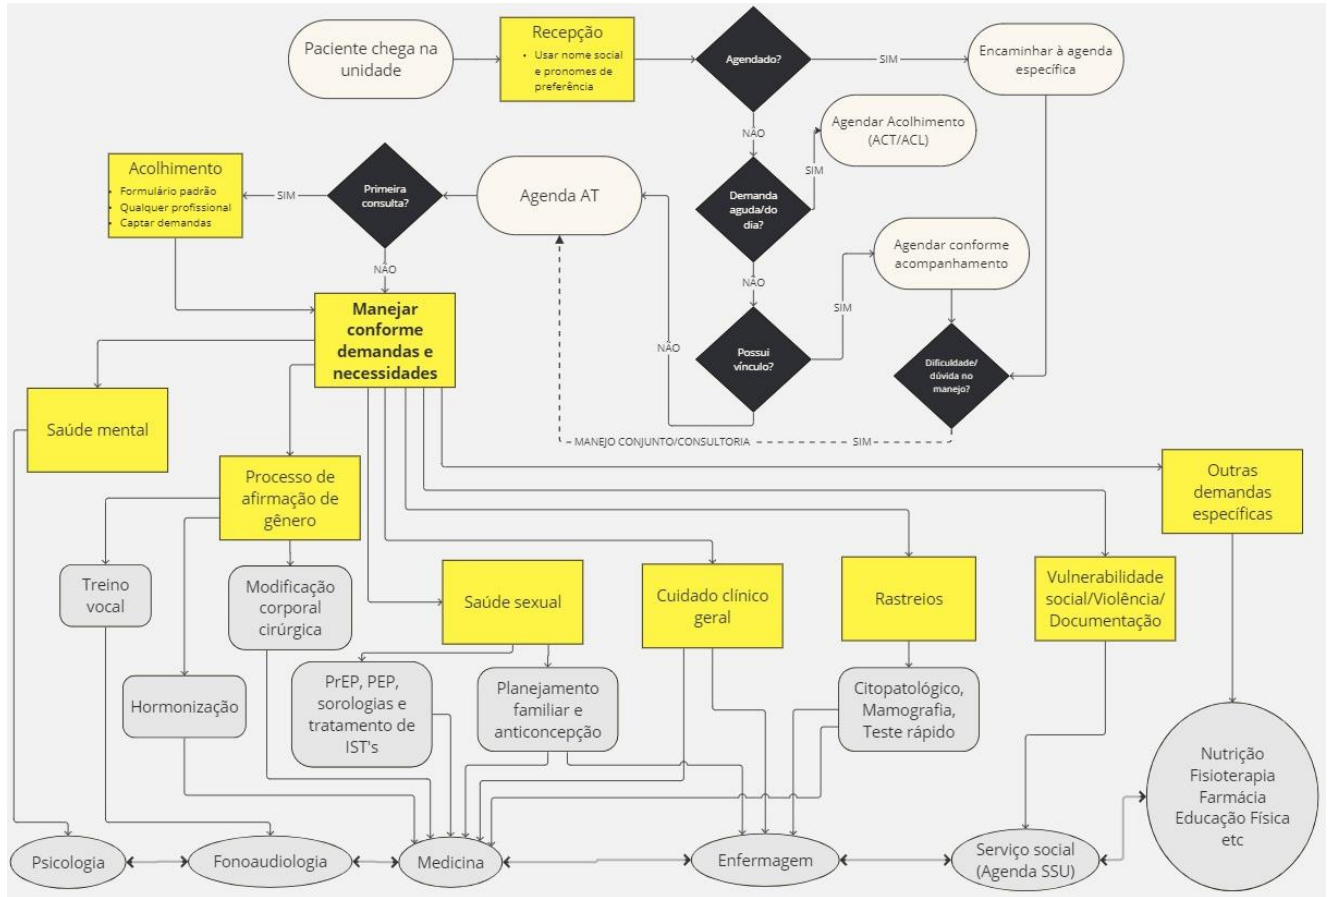 Paciente chega na
unidade
Recepção
• Usar nome social
e pronomes de
preferência
Agendado?
SIM
Encaminhar à agenda
específica
NÃO
Agendar Acolhimento
(ACT/ACL)
SIM
Demanda
aguda/do
dia?
Agenda AT
Primeira
consulta?
SIM
Acolhimento
• Formulário padrão
• Qualquer profissional
• Captar demandas
NÃO
NÃO
Agendar conforme
acompanhamento
SIM
Possui
vínculo?
NÃO
Dificuldade/
dúvida no
manejo?
MANEJO CONJUNTO/CONSULTORIA
SIM
Manejar
conforme
demandas e
necessidades
Saúde mental
Processo de
afirmação de
gênero
Outras
demandas
específicas
Treino
vocal
Modificação
corporal
cirúrgica
Saúde sexual
Cuidado clínico
geral
Rastreios
Vulnerabilidade
social/Violência/
Documentação
Hormonização
PrEP, PEP,
sorologias e
tratamento de
IST's
Planejamento
familiar e
anticoncepção
Citopatológico,
Mamografia,
Teste rápido
Nutrição
Fisioterapia
Farmácia
Educação Física
etc
Psicologia
Fonoaudiologia
Medicina
Enfermagem
Serviço social
(Agenda SSU)